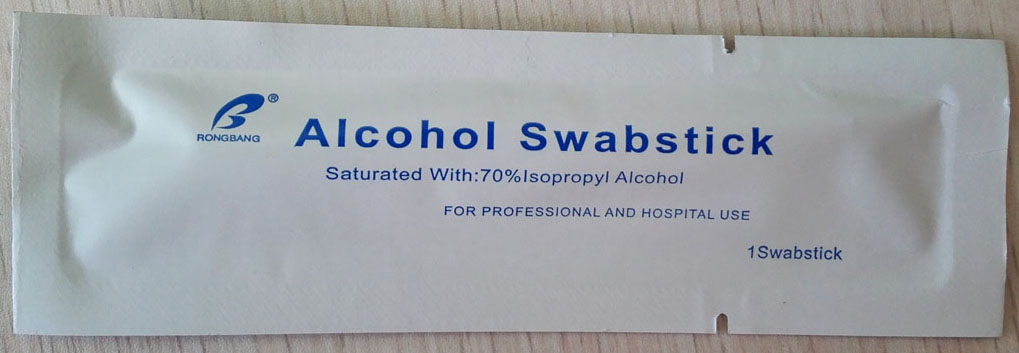 ®
RONGBANG
Alcohol Swabstick
Saturated With:70%Isopropyl Alcohol
FOR PROFESSIONAL AND HOSPITAL USE
1Swabstick